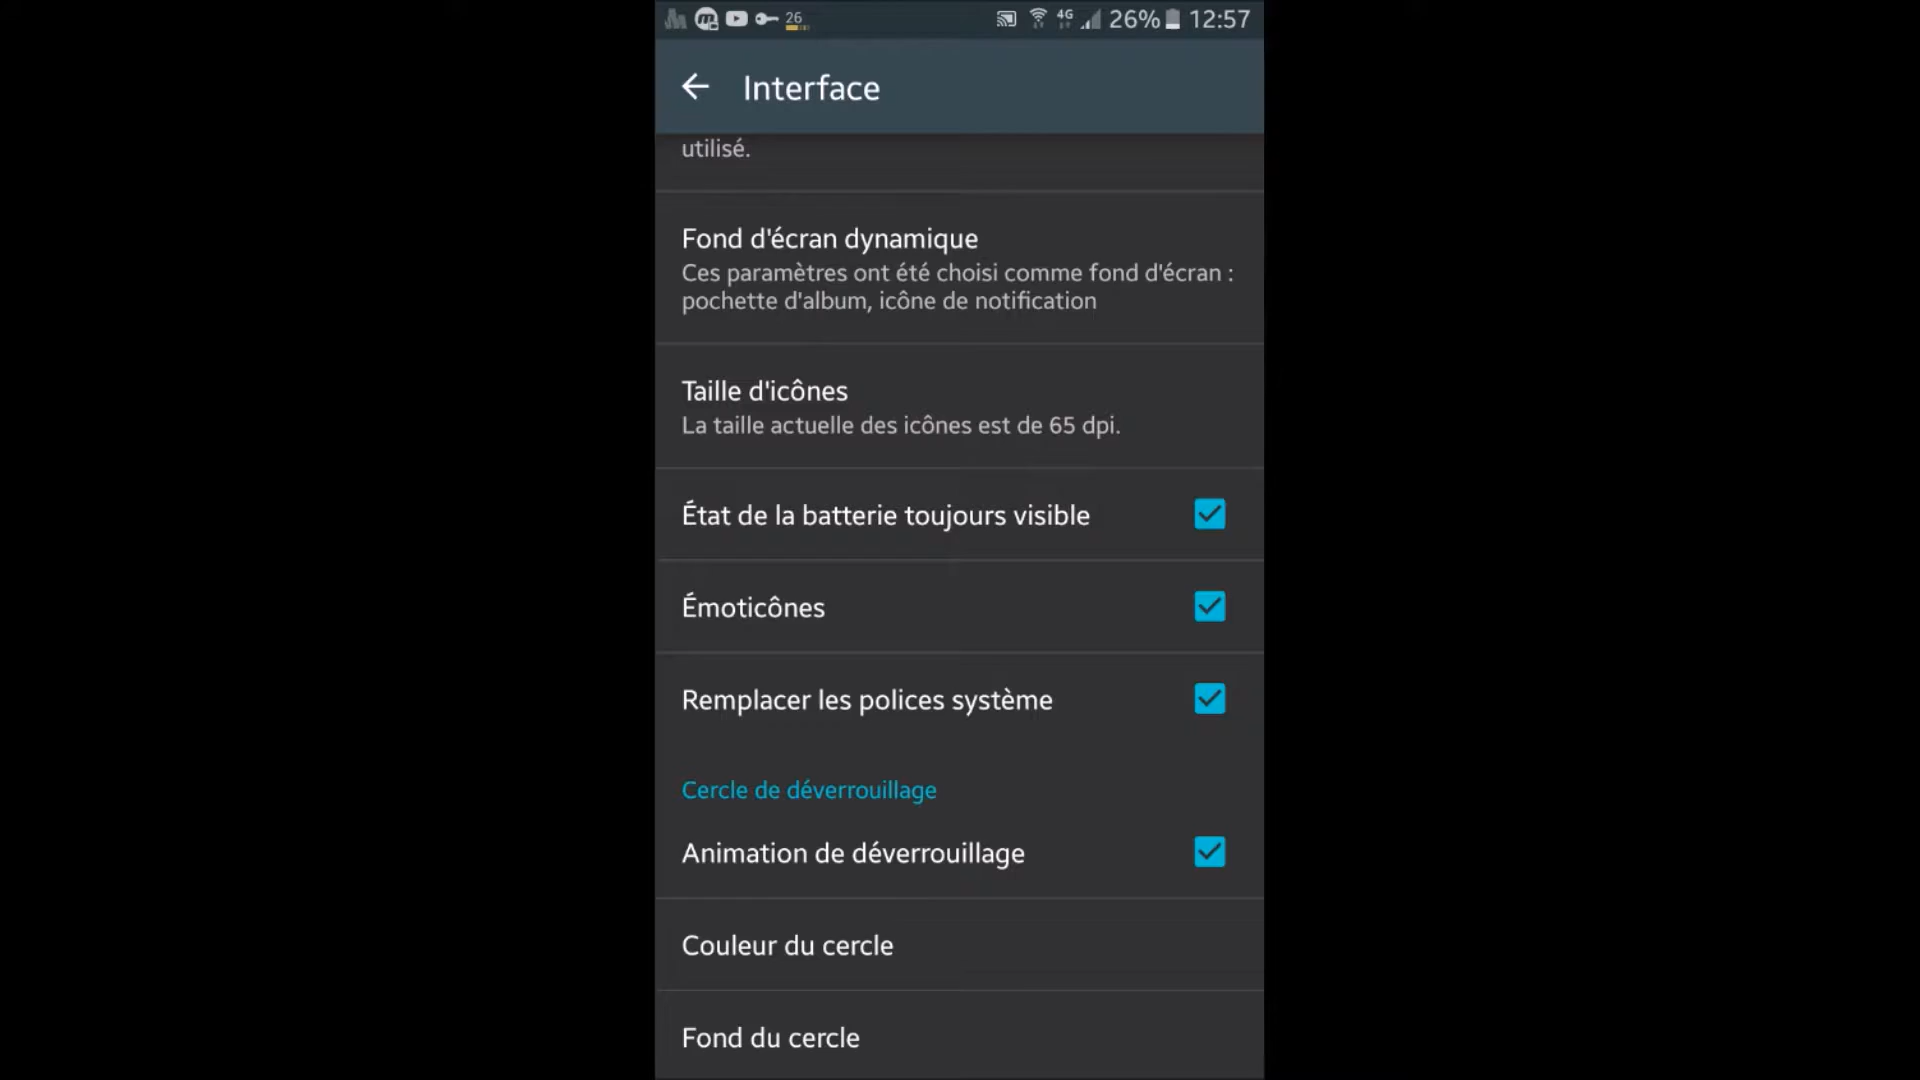 26 4G 26% 12:57
Interface
utilisé.
Fond d'écran dynamique
Ces paramètres ont été choisi comme fond d'écran :
pochette d'album, icône de notification
Taille d'icônes
La taille actuelle des icônes est de 65 dpi.
État de la batterie toujours visible
Émoticônes
Remplacer les polices système
Cercle de déverrouillage
Animation de déverrouillage
Couleur du cercle
Fond du cercle